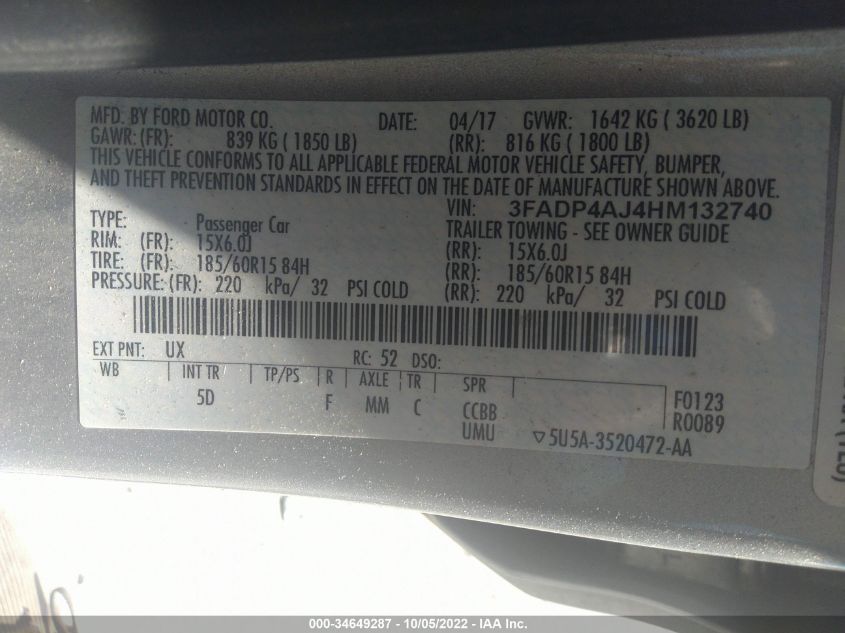 MFD. BY FORD MOTOR CO. DATE: 04/17 GVWR: 1642 KG ( 3620 LB)
GAWR: (FR): 839 KG ( 1850 LB) (RR): 816 KG ( 1800 LB)
THIS VEHICLE CONFORMS TO ALL APPLICABLE FEDERAL MOTOR VEHICLE SAFETY, BUMPER,
AND THEFT PREVENTION STANDARDS IN EFFECT ON THE DATE OF MANUFACTURE SHOWN ABOVE.
VIN: 3FADP4AJ4HM132740
TYPE: Passenger Car TRAILER TOWING - SEE OWNER GUIDE
RIM: (FR): 15X6.0J (RR): 15X6.0J
TIRE: (FR): 185/60R15 84H (RR): 185/60R15 84H
PRESSURE: (FR): 220 kPa/ 32 PSI COLD (RR): 220 kPa/ 32 PSI COLD
EXT PNT: UX RC: 52 DSO:
WB INT TR TP/PS R AXLE TR SPR
5D F MM C CCBB F0123
UMU R0089
▽5U5A-3520472-AA
000-34649287 - 10/05/2022 - IAA Inc.